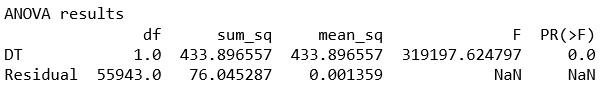 ANOVA results
df sum_sq mean_sq F PR(>F)
DT 1.0 433.896557 433.896557 319197.624797 0.0
Residual 55943.0 76.045287 0.001359 NaN NaN